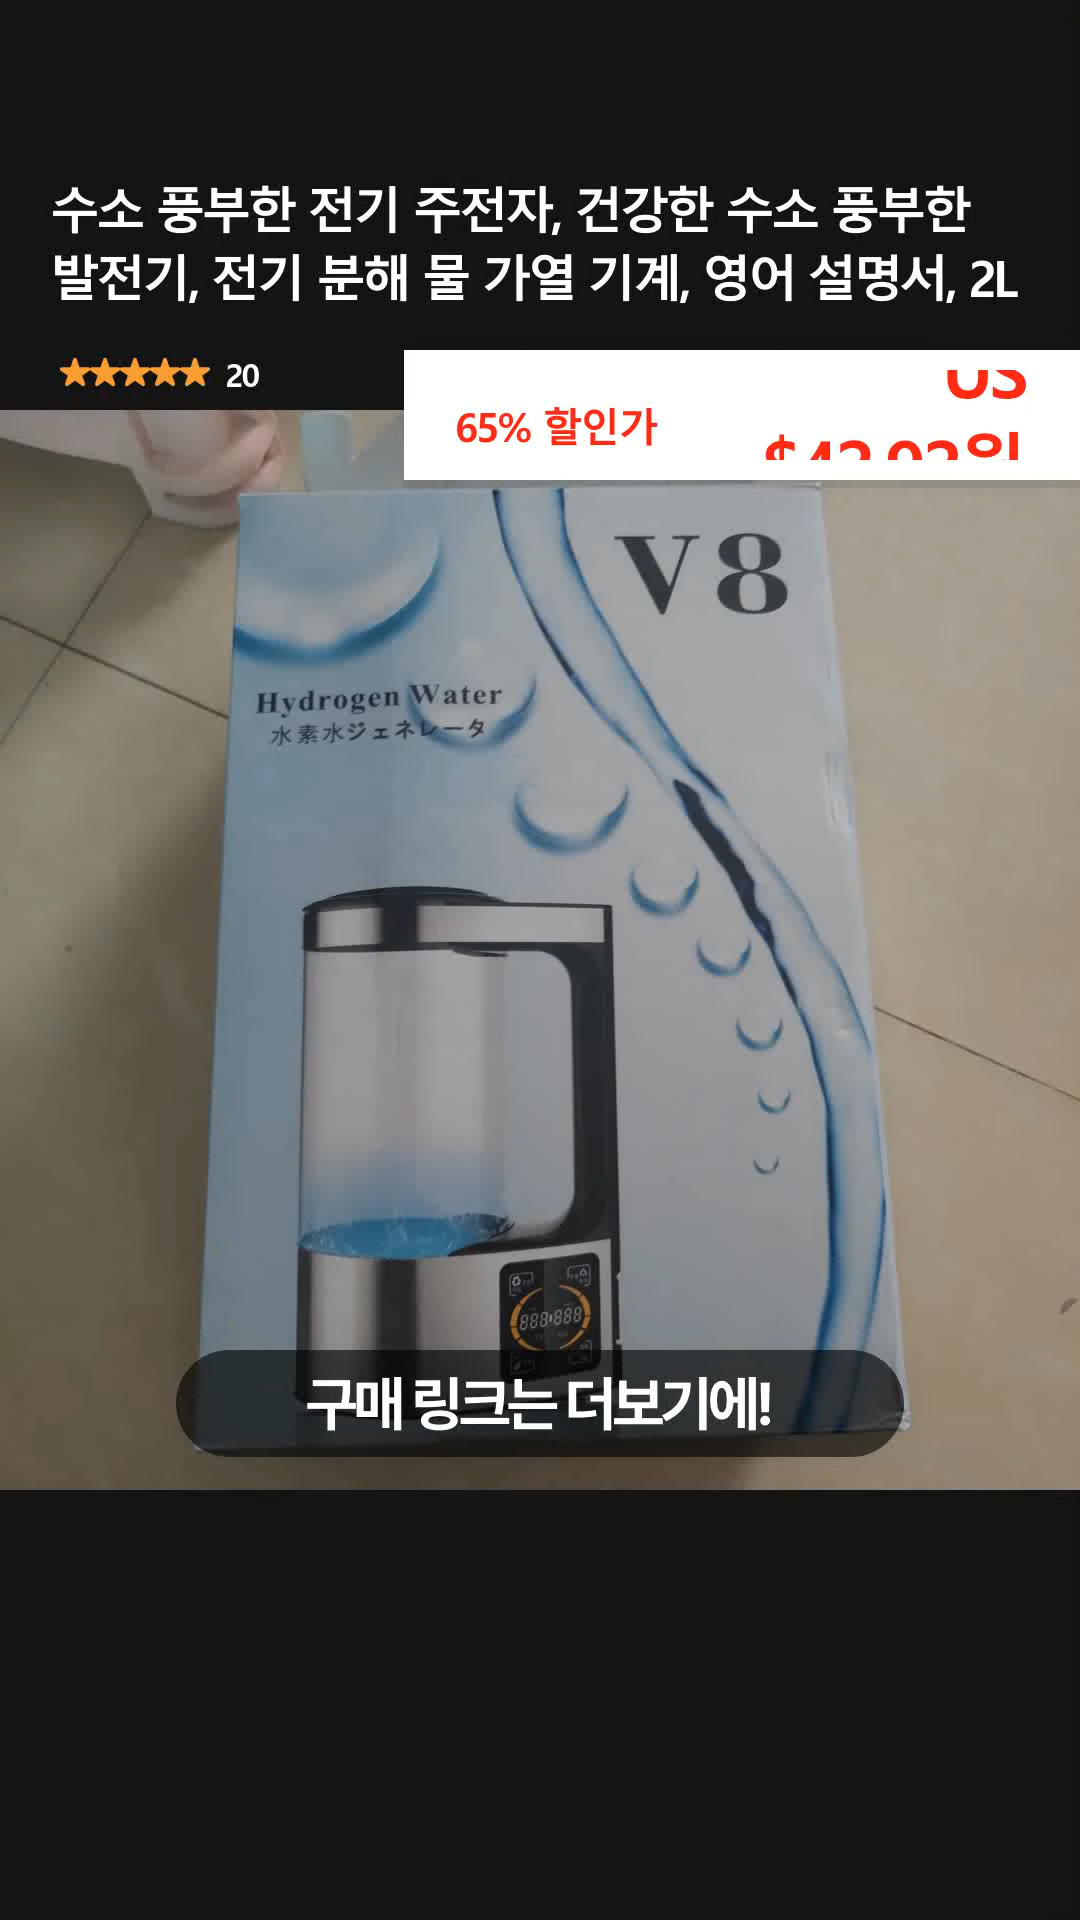 수소 풍부한 전기 주전자, 건강한 수소 풍부한
발전기, 전기 분해 물 가열 기계, 영어 설명서, 2L
★★★★★ 20
65% 할인가
US
V8
Hydrogen Water
水素水ジェネレータ
888:888
구매 링크는 더보기에!